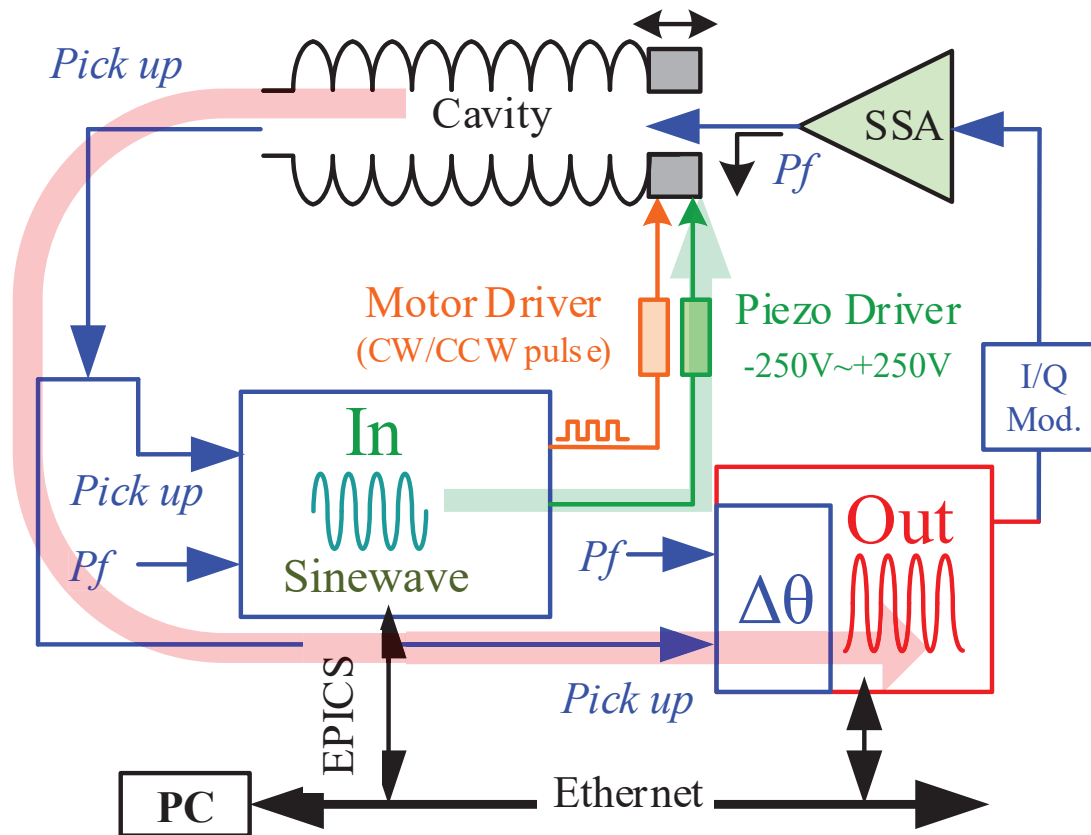 Pick up
Cavity
SSA
Pf
Motor Driver
(CW/CCW pulse)
Piezo Driver
-250V~+250V
I/Q
Mod.
In
Pick up
Out
Pf
Sinewave
Pf
Δθ
EPICS
Pick up
PC
Ethernet